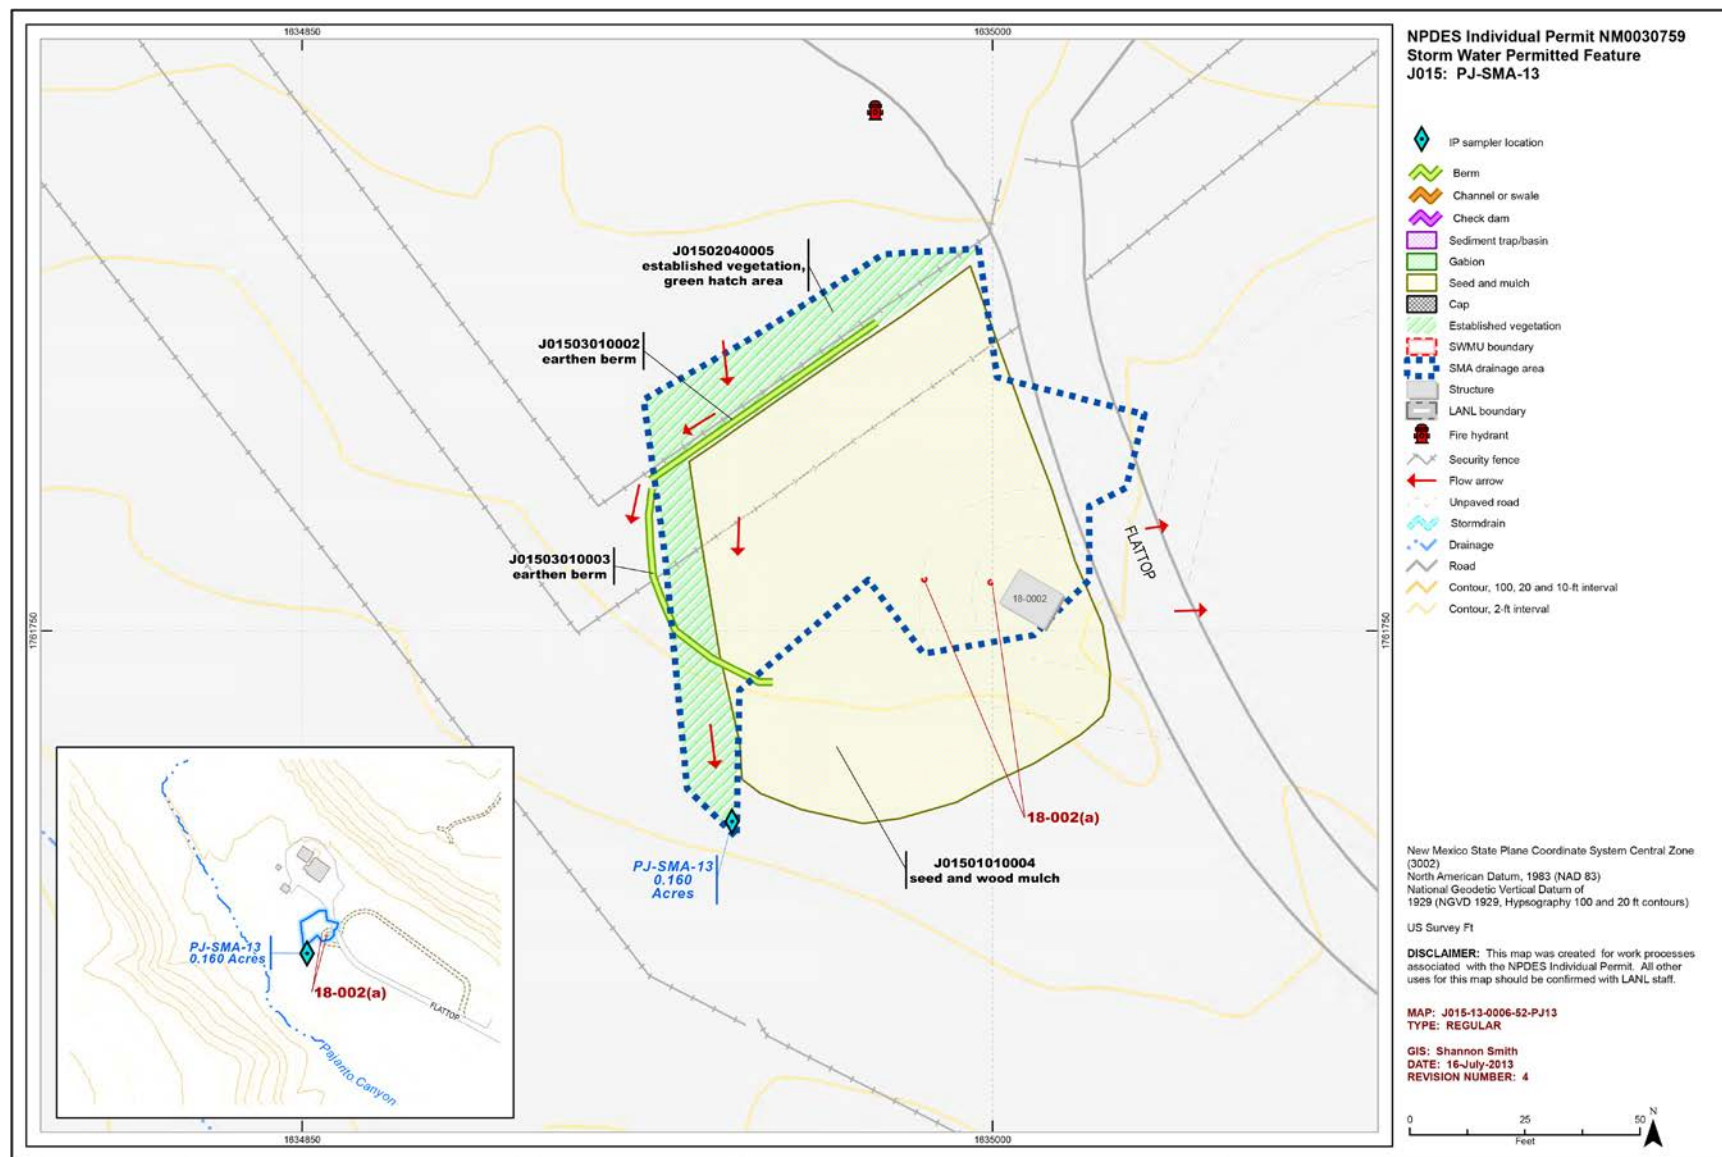 1634850
1635000
NPDES Individual Permit NM0030759
Storm Water Permitted Feature
J015: PJ-SMA-13
IP sampler location
Berm
Channel or swale
Check dam
Sediment trap/basin
Gabion
Seed and mulch
Cap
Established vegetation
SWMU boundary
SMA drainage area
Structure
LANL boundary
Fire hydrant
Security fence
Flow arrow
Unpaved road
Stormdrain
Drainage
Road
Contour, 100, 20 and 10-ft interval
Contour, 2-ft interval
J01502040005
established vegetation,
green hatch area
J01503010002
earthen berm
J01503010003
earthen berm
FLATTOP
18-0002
1761750
1761750
18-002(a)
J01501010004
seed and wood mulch
PJ-SMA-13
0.160
Acres
PJ-SMA-13
0.160 Acres
18-002(a)
FLATTOP
Pajarito Canyon
New Mexico State Plane Coordinate System Central Zone
(3002)
North American Datum, 1983 (NAD 83)
National Geodetic Vertical Datum of
1929 (NGVD 1929, Hypsography 100 and 20 ft contours)
US Survey Ft
DISCLAIMER: This map was created for work processes
associated with the NPDES Individual Permit. All other
uses for this map should be confirmed with LANL staff.
MAP: J015-13-0006-52-PJ13
TYPE: REGULAR
GIS: Shannon Smith
DATE: 16-July-2013
REVISION NUMBER: 4
0 25 50
Feet
N
1634850
1635000